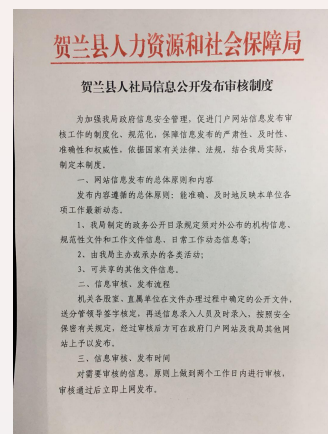 贺兰县人力资源和社会保障局
贺兰县人社局信息公开发布审核制度
为加强我局政府信息安全管理，促进门户网站信息发布审
核工作的制度化、规范化，保障信息发布的严肃性、及时性、
准确性和权威性，依据国家有关法律、法规，结合我局实际，
制定本制度。
一、网站信息发布的总体原则和内容
发布内容遵循的总体原则：能准确、及时地反映本单位各
项工作最新动态。
1、我局制定的政务公开目录规定须对外公布的机构信息、
规范性文件和工作文件信息、日常工作动态信息等；
2、由我局主办或承办的各类活动；
3、可共享的其他文件信息。
二、信息审核、发布流程
机关各股室、直属单位在文件办理过程中确定的公开文件，
送分管领导签字核定，再送信息录入人员及时录入，按照安全
保密有关规定，经过审核后方可在政府门户网站及我局其他网
站上予以发布。
三、信息审核、发布时间
对需要审核的信息，原则上做到两个工作日内进行审核，
审核通过后立即上网发布。